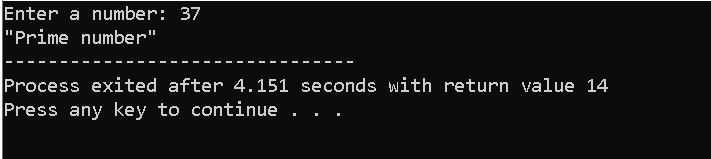 Enter a number: 37
"Prime number"
--------------------------------
Process exited after 4.151 seconds with return value 14
Press any key to continue . . .